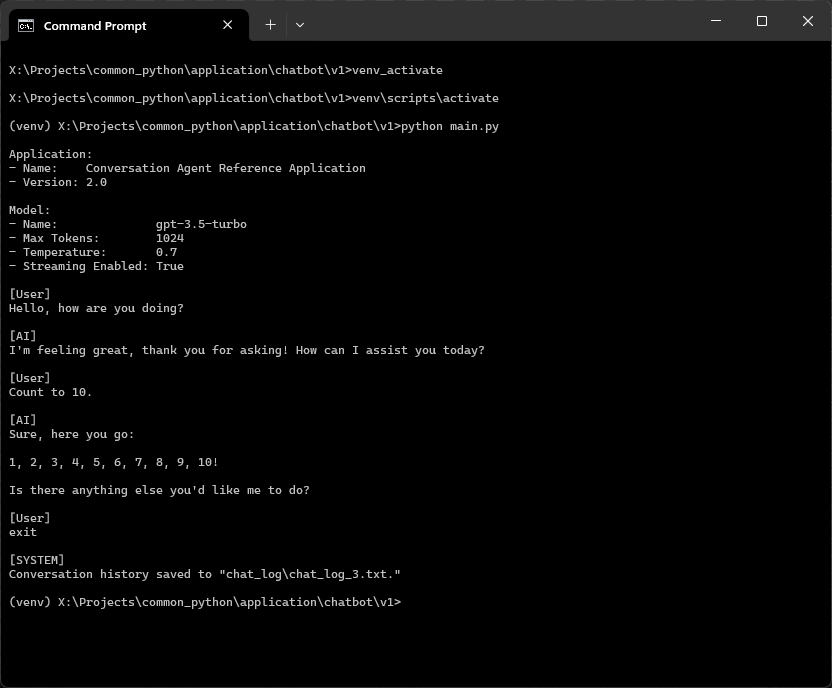 Command Prompt
X:\Projects\common_python\application\chatbot\v1>venv_activate
X:\Projects\common_python\application\chatbot\v1>venv\scripts\activate
(venv) X:\Projects\common_python\application\chatbot\v1>python main.py
Application:
- Name:    Conversation Agent Reference Application
- Version: 2.0
Model:
- Name:              gpt-3.5-turbo
- Max Tokens:        1024
- Temperature:       0.7
- Streaming Enabled: True
[User]
Hello, how are you doing?
[AI]
I'm feeling great, thank you for asking! How can I assist you today?
[User]
Count to 10.
[AI]
Sure, here you go:
1, 2, 3, 4, 5, 6, 7, 8, 9, 10!
Is there anything else you'd like me to do?
[User]
exit
[SYSTEM]
Conversation history saved to "chat_log\chat_log_3.txt."
(venv) X:\Projects\common_python\application\chatbot\v1>